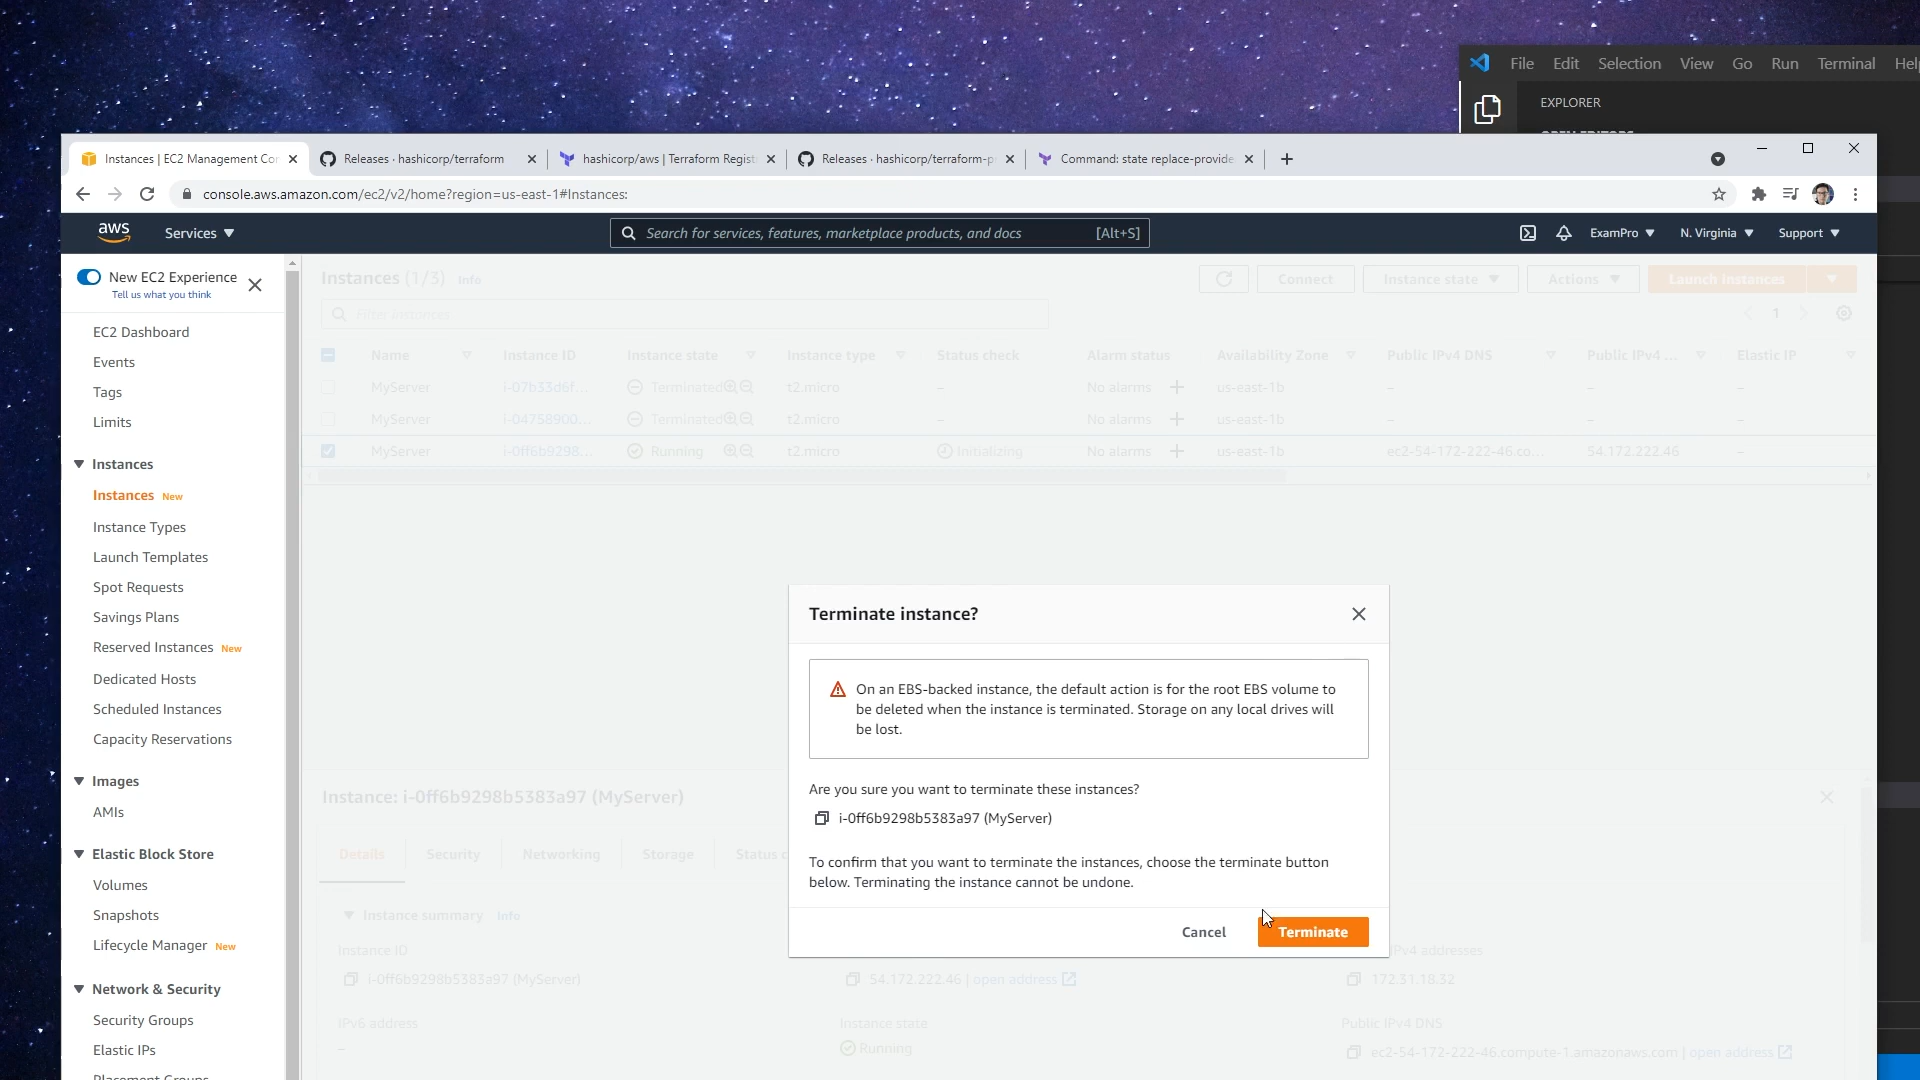 File Edit Selection View Go Run Terminal Help
EXPLORER
Instances | EC2 Management Con
Releases · hashicorp/terraform
hashicorp/aws | Terraform Regist
Releases · hashicorp/terraform-p
Command: state replace-provide
console.aws.amazon.com/ec2/v2/home?region=us-east-1#Instances:
aws
Services
Search for services, features, marketplace products, and docs
[Alt+S]
ExamPro
N. Virginia
Support
New EC2 Experience
Tell us what you think
EC2 Dashboard
Events
Tags
Limits
Instances
Instances New
Instance Types
Launch Templates
Spot Requests
Savings Plans
Reserved Instances New
Dedicated Hosts
Scheduled Instances
Capacity Reservations
Images
AMIs
Elastic Block Store
Volumes
Snapshots
Lifecycle Manager New
Network & Security
Security Groups
Elastic IPs
Placement Groups
Instances (1/3) Info
Connect
Instance state
Actions
Launch instances
Filter instances
1
Name Instance ID Instance state Instance type Status check Alarm status Availability Zone Public IPv4 DNS Public IPv4 ... Elastic IP
MyServer i-07b33d6f... Terminated t2.micro – No alarms us-east-1b – – –
MyServer i-04758900... Terminated t2.micro – No alarms us-east-1b – – –
MyServer i-0ff6b9298... Running t2.micro Initializing No alarms us-east-1b ec2-54-172-222-46.co... 54.172.222.46 –
Instance: i-0ff6b9298b5383a97 (MyServer)
Details Security Networking Storage Status c
Instance summary Info
Instance ID
i-0ff6b9298b5383a97 (MyServer)
54.172.222.46 | open address
IPv4 addresses
172.31.18.32
IPv6 address
–
Instance state
Running
Public IPv4 DNS
ec2-54-172-222-46.compute-1.amazonaws.com | open address
Terminate instance?
On an EBS-backed instance, the default action is for the root EBS volume to
be deleted when the instance is terminated. Storage on any local drives will
be lost.
Are you sure you want to terminate these instances?
i-0ff6b9298b5383a97 (MyServer)
To confirm that you want to terminate the instances, choose the terminate button
below. Terminating the instance cannot be undone.
Cancel
Terminate